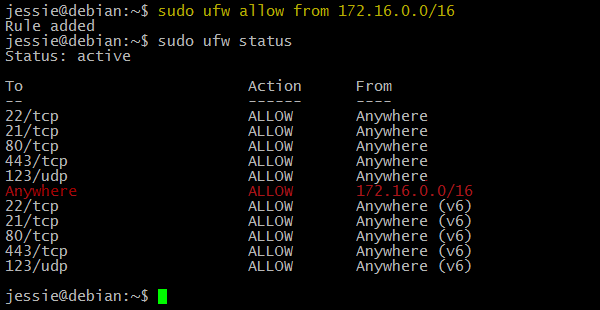 jessie@debian:~$ sudo ufw allow from 172.16.0.0/16
Rule added
jessie@debian:~$ sudo ufw status
Status: active
To Action From
-- ------ ----
22/tcp ALLOW Anywhere
21/tcp ALLOW Anywhere
80/tcp ALLOW Anywhere
443/tcp ALLOW Anywhere
123/udp ALLOW Anywhere
Anywhere ALLOW 172.16.0.0/16
22/tcp ALLOW Anywhere (v6)
21/tcp ALLOW Anywhere (v6)
80/tcp ALLOW Anywhere (v6)
443/tcp ALLOW Anywhere (v6)
123/udp ALLOW Anywhere (v6)
jessie@debian:~$